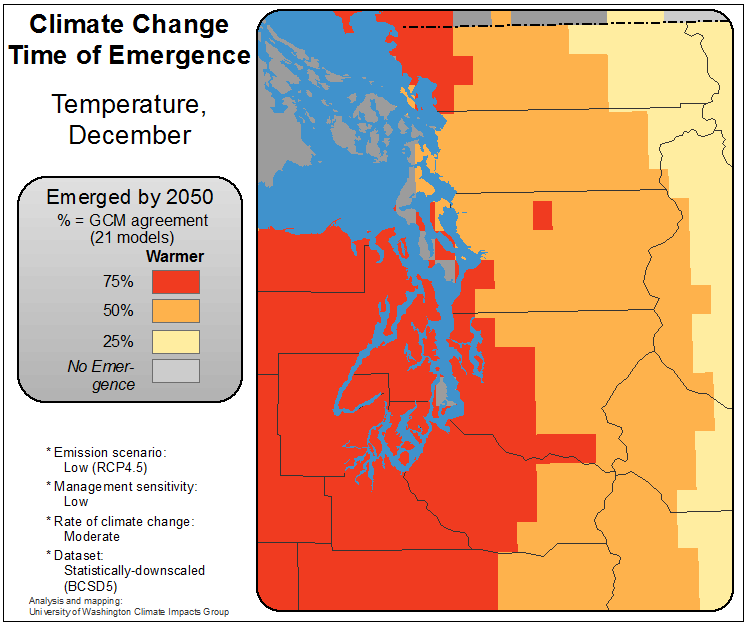 Climate Change
Time of Emergence
Temperature,
December
Emerged by 2050
% = GCM agreement
(21 models)
Warmer
75%
50%
25%
No Emer-
gence
* Emission scenario:
Low (RCP4.5)
* Management sensitivity:
Low
* Rate of climate change:
Moderate
* Dataset:
Statistically-downscaled
(BCSD5)
Analysis and mapping:
University of Washington Climate Impacts Group